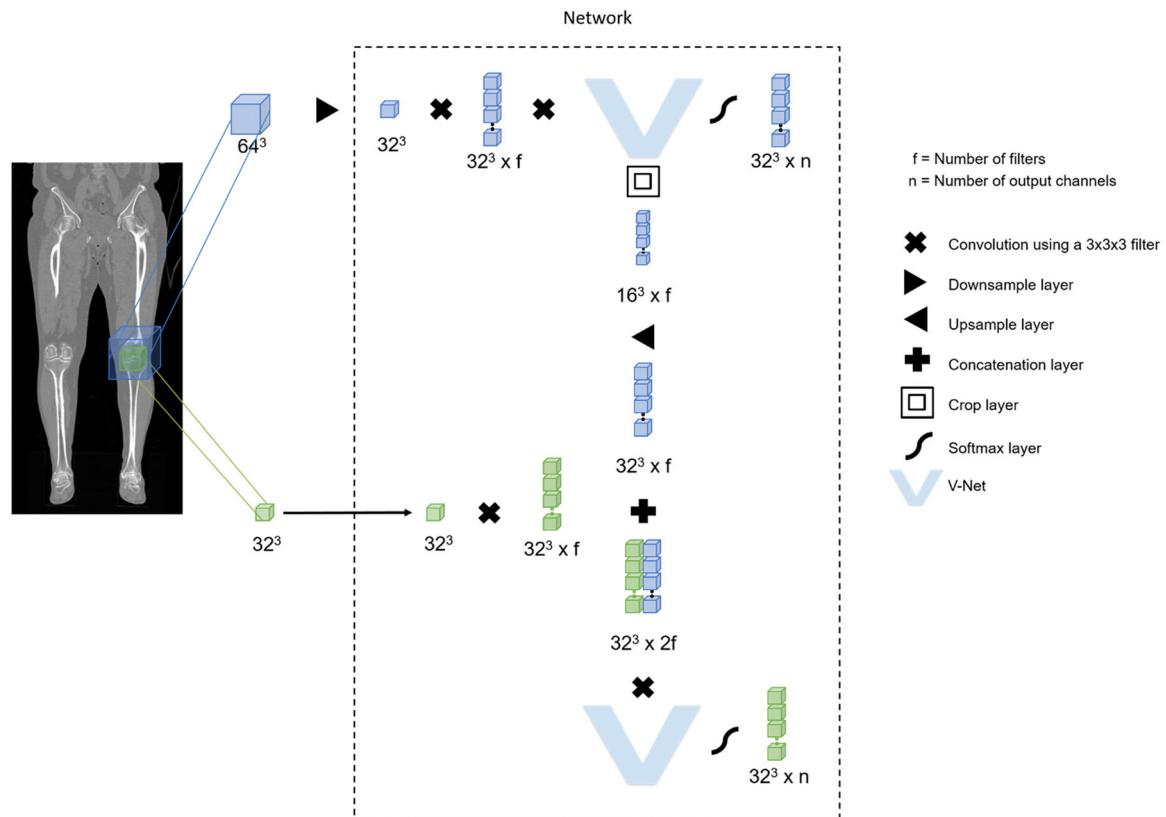 Network
64³
32³
32³ x f
32³ x n
16³ x f
32³ x f
32³
32³
32³ x f
32³ x 2f
32³ x n
f = Number of filters
n = Number of output channels
Convolution using a 3x3x3 filter
Downsample layer
Upsample layer
Concatenation layer
Crop layer
Softmax layer
V-Net